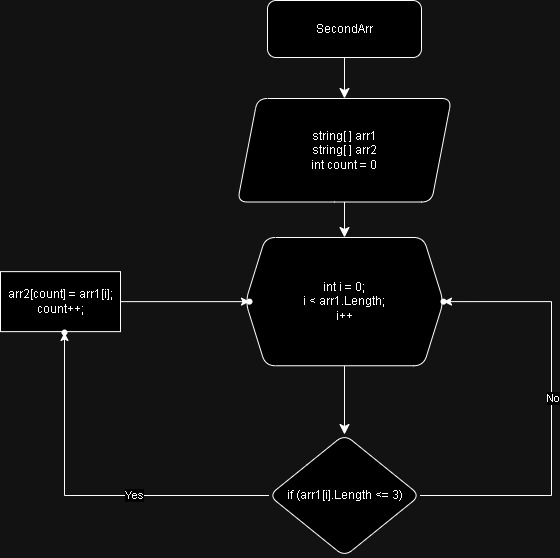 SecondArr
string[ ] arr1
string[ ] arr2
int count = 0
int i = 0;
i < arr1.Length;
i++
arr2[count] = arr1[i];
count++;
No
if (arr1[i].Length <= 3)
Yes